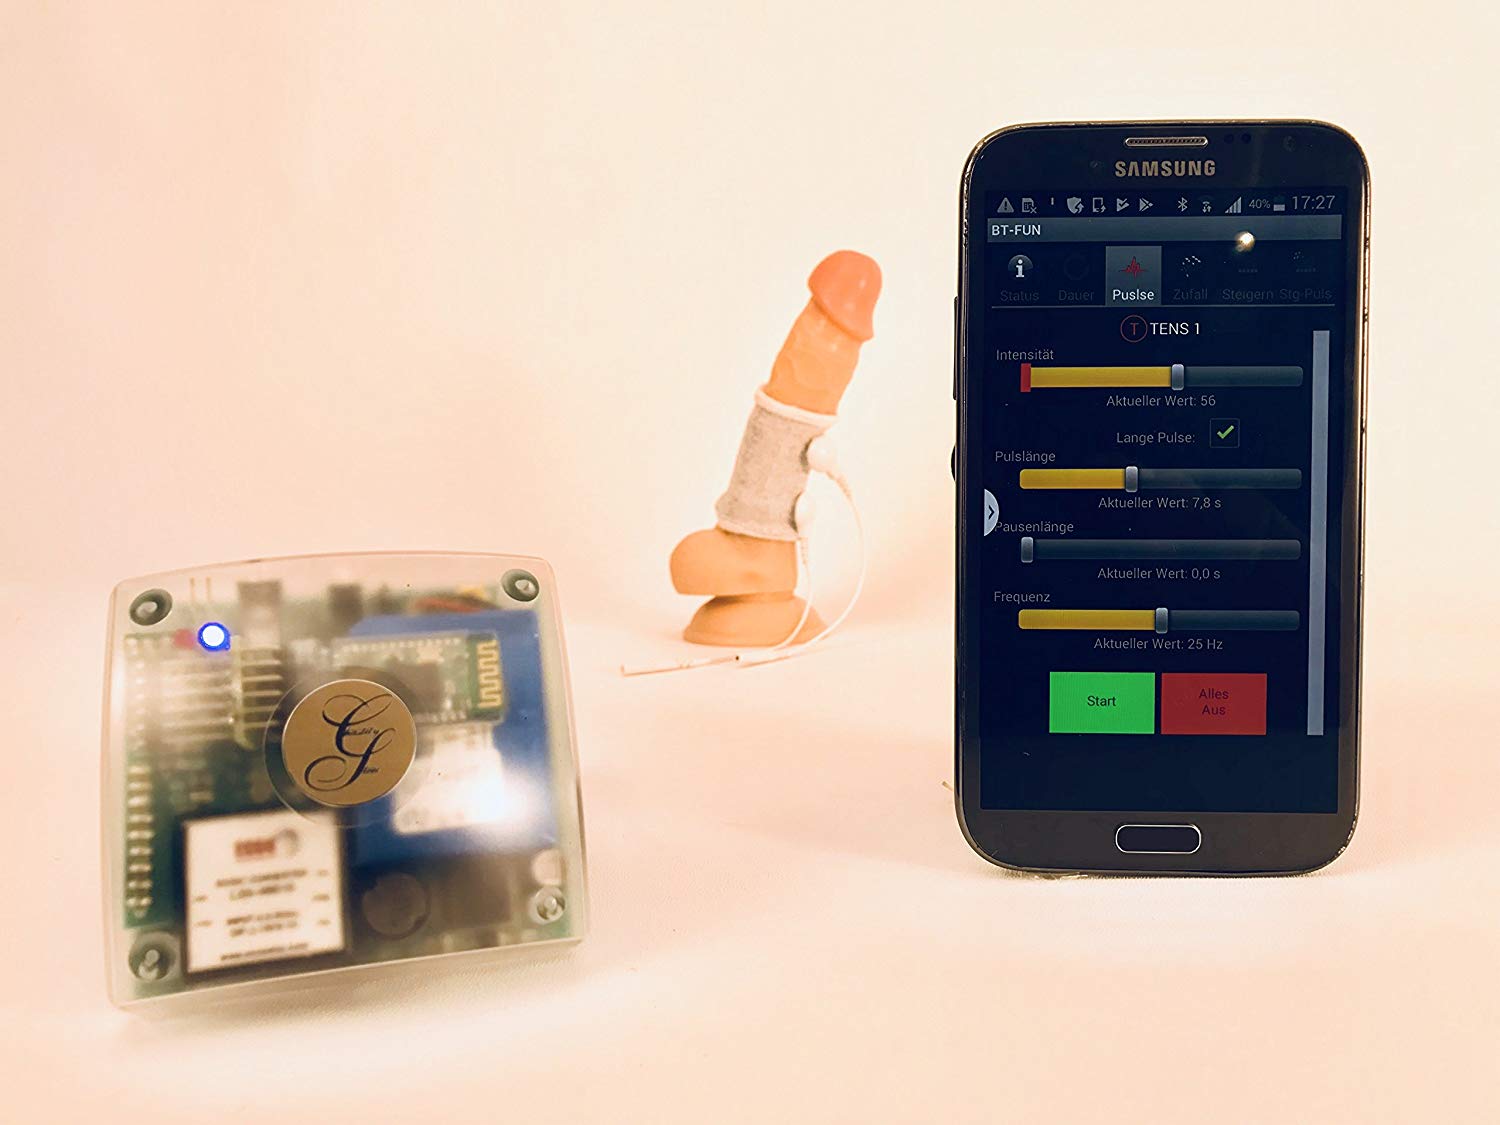 SAMSUNG
40% 17:27
BT-FUN
Status Dauer Puslse Zufall Steigern Stg-Puls
T TENS 1
Intensität
Aktueller Wert: 56
Lange Pulse:
Pulslänge
Aktueller Wert: 7,8 s
Pausenlänge
Aktueller Wert: 0,0 s
Frequenz
Aktueller Wert: 25 Hz
Start
Alles
Aus